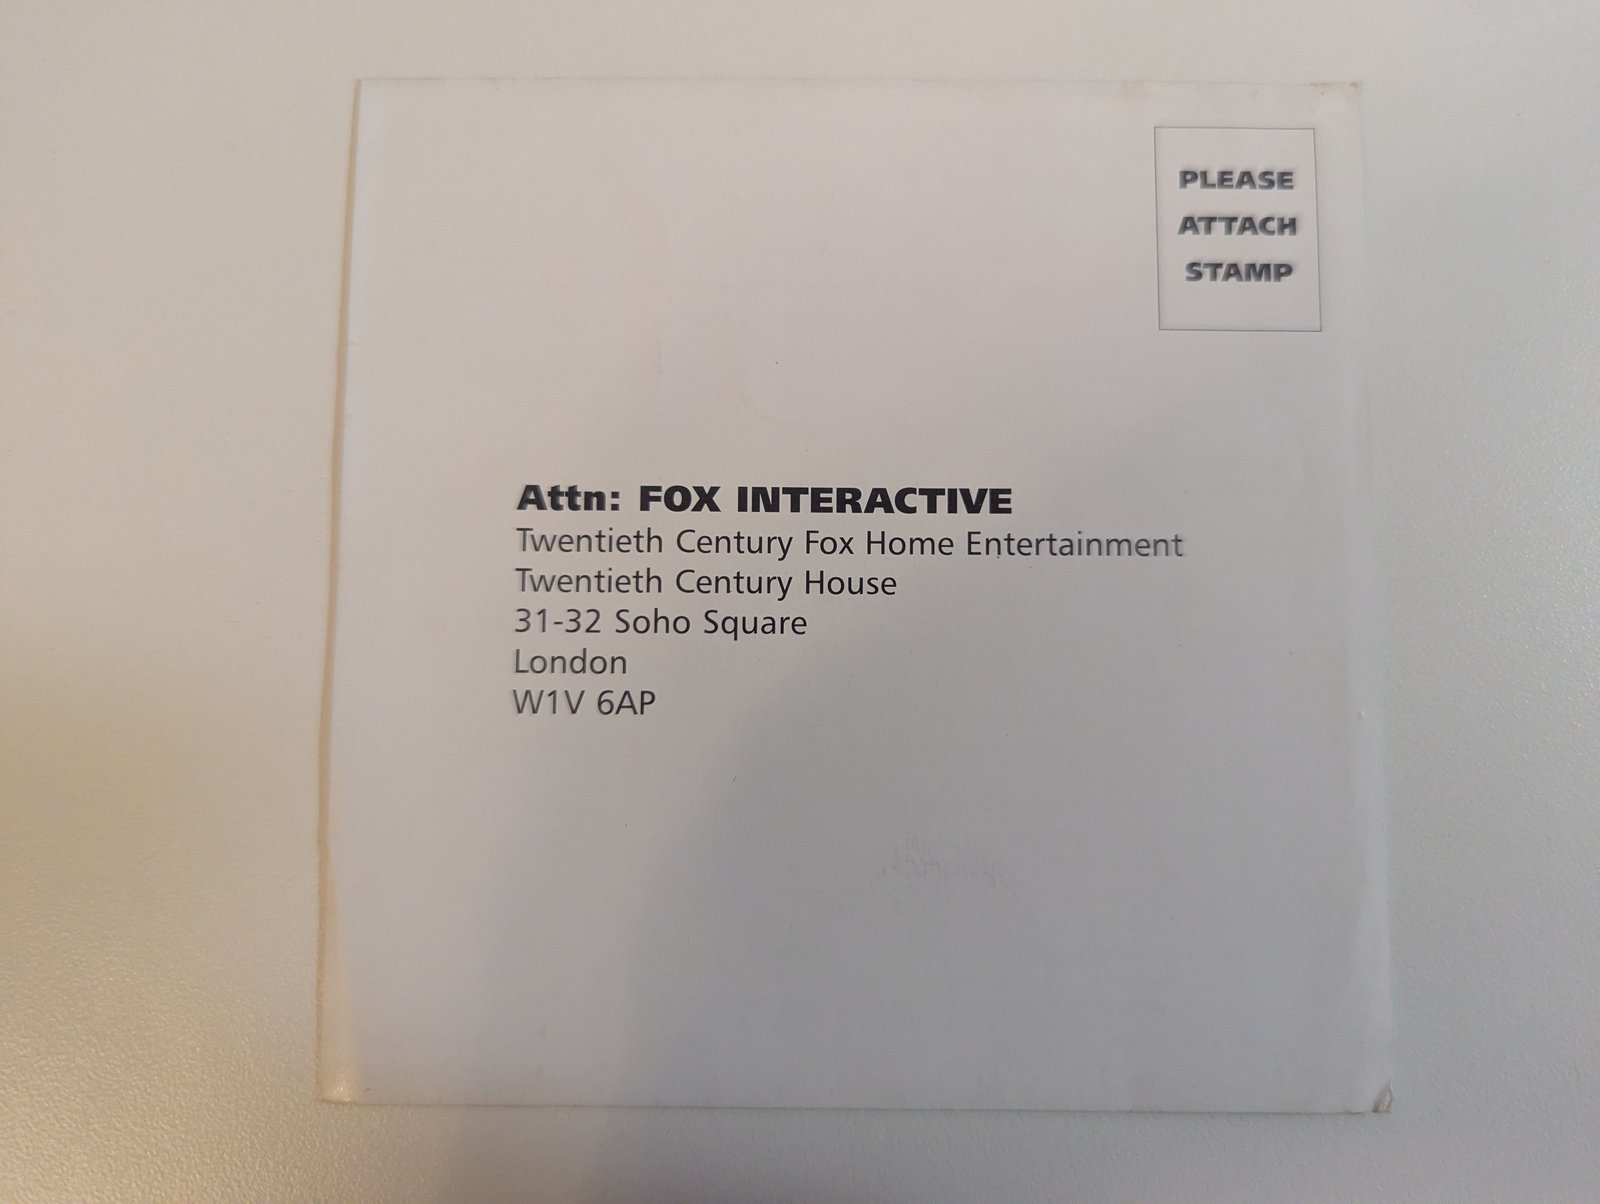 PLEASE
ATTACH
STAMP
Attn: FOX INTERACTIVE
Twentieth Century Fox Home Entertainment
Twentieth Century House
31-32 Soho Square
London
W1V 6AP